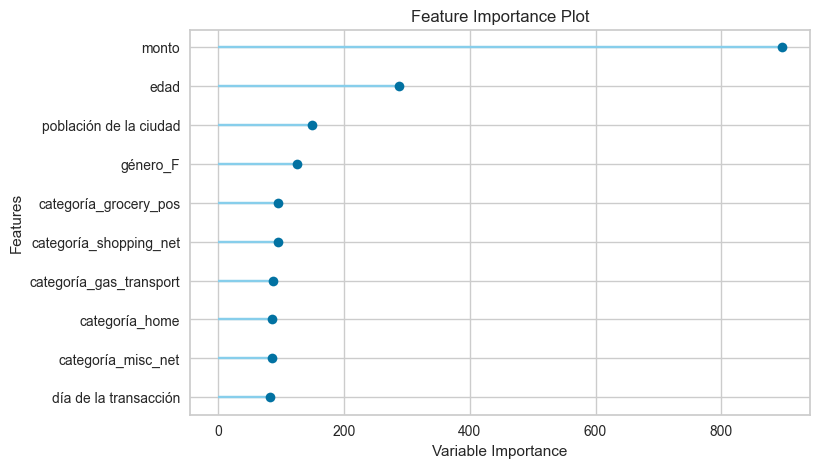 Feature Importance Plot
monto
edad
población de la ciudad
género_F
categoría_grocery_pos
categoría_shopping_net
categoría_gas_transport
categoría_home
categoría_misc_net
día de la transacción
Features
0 200 400 600 800
Variable Importance